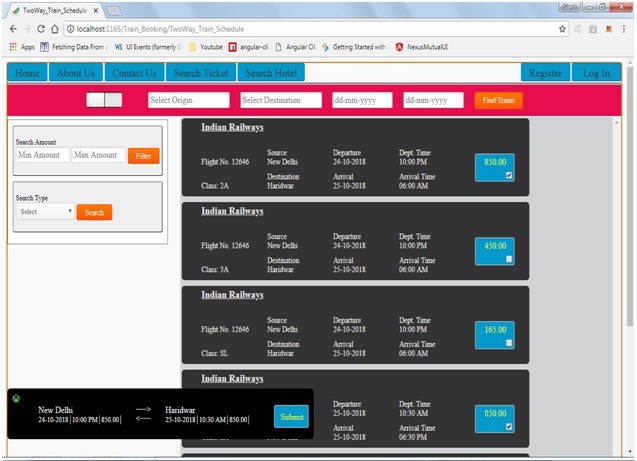 TwoWay_Train_Schedule
localhost:1165/Train_Booking/TwoWay_Train_Schedule
Apps Fetching Data From A UI Events (formerly D Youtube angular-cli Angular Cli Getting Started with NexusMutualUI
Home About Us Contact Us Search Ticket Search Hotel Register Log In
Select Origin Select Destination dd-mm-yyyy dd-mm-yyyy Find Trains
Search Amount
Min Amount Max Amount Filter
Search Type
Select Search
Indian Railways
Source Departure Dept. Time
Flight No. 12646 New Delhi 24-10-2018 10:00 PM 850.00
Destination Arrival Arrival Time
Class: 2A Haridwar 25-10-2018 06:00 AM
Indian Railways
Source Departure Dept. Time
Flight No. 12646 New Delhi 24-10-2018 10:00 PM 450.00
Destination Arrival Arrival Time
Class: 3A Haridwar 25-10-2018 06:00 AM
Indian Railways
Source Departure Dept. Time
Flight No. 12646 New Delhi 24-10-2018 10:00 PM 165.00
Destination Arrival Arrival Time
Class: SL Haridwar 25-10-2018 06:00 AM
Indian Railways
Departure Dept. Time
25-10-2018 10:30 AM 850.00
Arrival Arrival Time
06:30 PM
New Delhi ---> Haridwar
24-10-2018|10:00 PM|850.00| <--- 25-10-2018|10:30 AM|850.00|
Submit